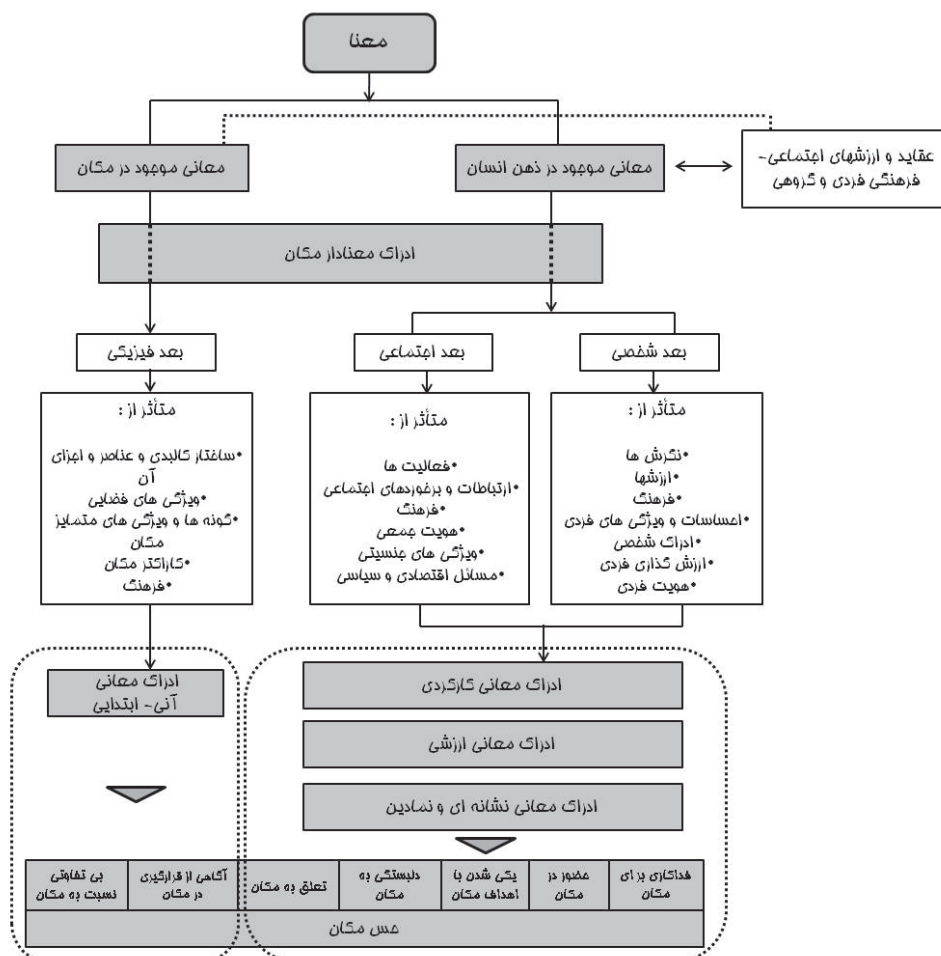 معنا
عقاید و ارزشهای اجتماعی-
فرهنگی فردی و گروهی
معانی موجود در ذهن انسان
معانی موجود در مکان
ادراک معنادار مکان
بعد شخصی
بعد اجتماعی
بعد فیزیکی
متأثر از :
•نگرش ها
•ارزشها
•فرهنگ
•احساسات و ویژگی های فردی
•ادراک شخصی
•ارزش گذاری فردی
•هویت فردی
متأثر از :
•فعالیت ها
•ارتباطات و برخوردهای اجتماعی
•فرهنگ
•هویت جمعی
•ویژگی های جنسیتی
•مسائل اقتصادی و سیاسی
متأثر از :
•ساختار کالبدی و عناصر و اجزای
آن
•ویژگی های فضایی
•گونه ها و ویژگی های متمایز
مکان
•کاراکتر مکان
•فرهنگ
ادراک معانی کارکردی
ادراک معانی ارزشی
ادراک معانی نشانه ای و نمادین
ادراک معانی
آنی- ابتدایی
فداکاری برای
مکان
حضور در
مکان
یکی شدن با
اهداف مکان
دلبستگی به
مکان
تعلق به مکان
آگاهی از قرارگیری
در مکان
بی تفاوتی
نسبت به مکان
حس مکان